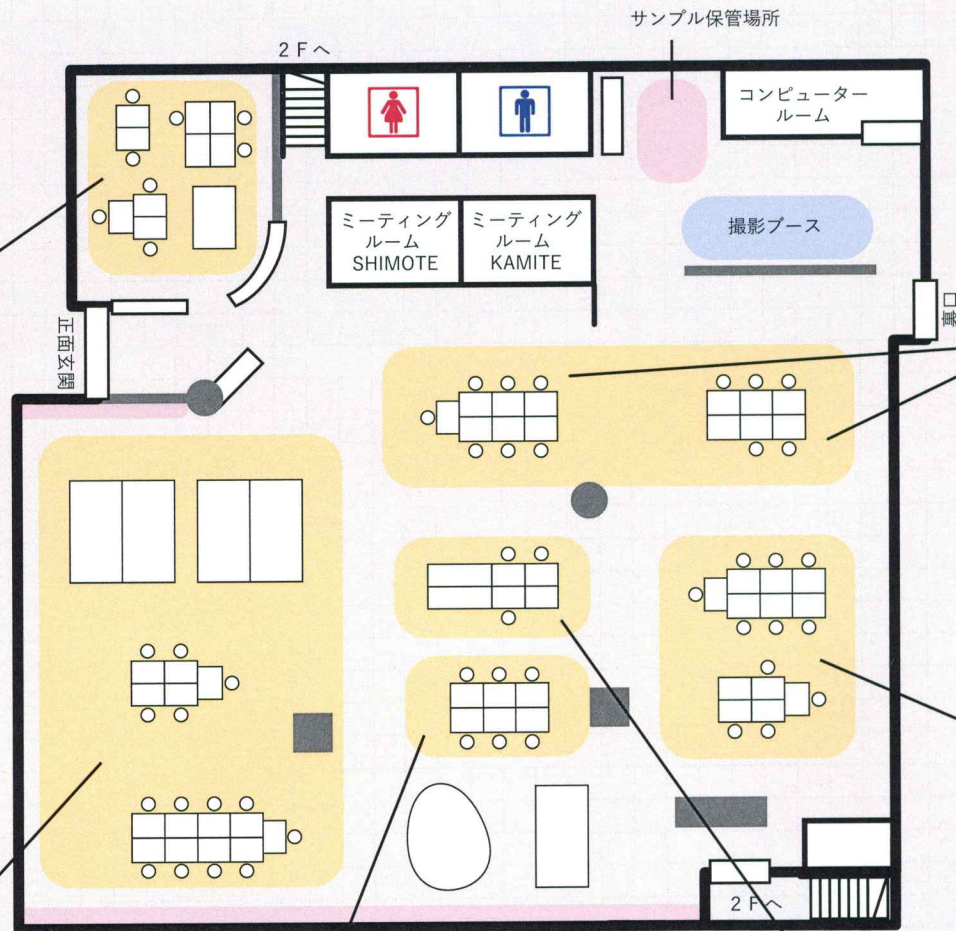 サンプル保管場所
2Fへ
コンピューター
ルーム
ミーティング
ルーム
SHIMOTE
ミーティング
ルーム
KAMITE
撮影ブース
正面玄関
裏口
2Fへ